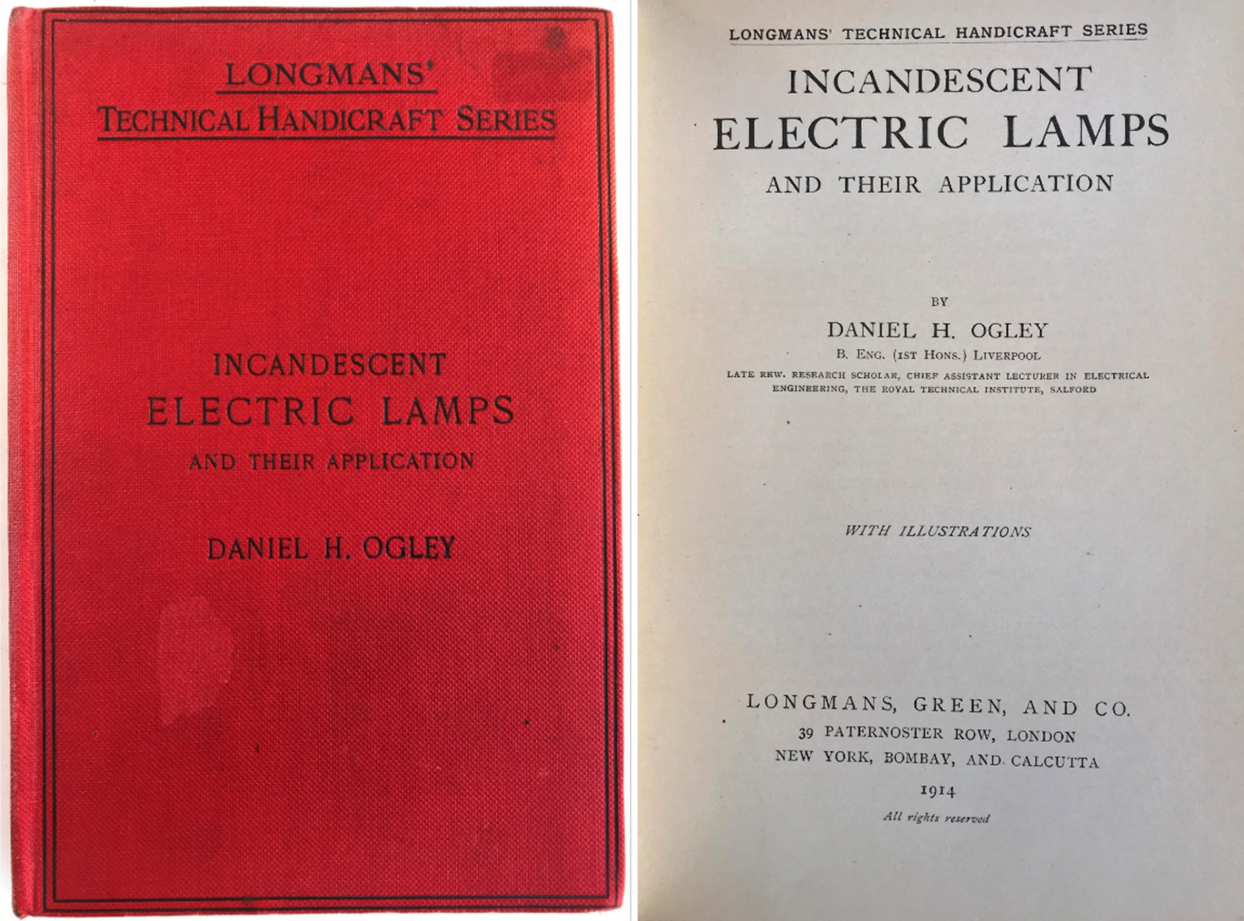 LONGMANS'
TECHNICAL HANDICRAFT SERIES
INCANDESCENT
ELECTRIC LAMPS
AND THEIR APPLICATION
DANIEL H. OGLEY
LONGMANS' TECHNICAL HANDICRAFT SERIES
INCANDESCENT
ELECTRIC LAMPS
AND THEIR APPLICATION
BY
DANIEL H. OGLEY
B. ENG. (1ST HONS.) LIVERPOOL
LATE REW. RESEARCH SCHOLAR, CHIEF ASSISTANT LECTURER IN ELECTRICAL
ENGINEERING, THE ROYAL TECHNICAL INSTITUTE, SALFORD
WITH ILLUSTRATIONS
LONGMANS, GREEN, AND CO.
39 PATERNOSTER ROW, LONDON
NEW YORK, BOMBAY, AND CALCUTTA
1914
All rights reserved